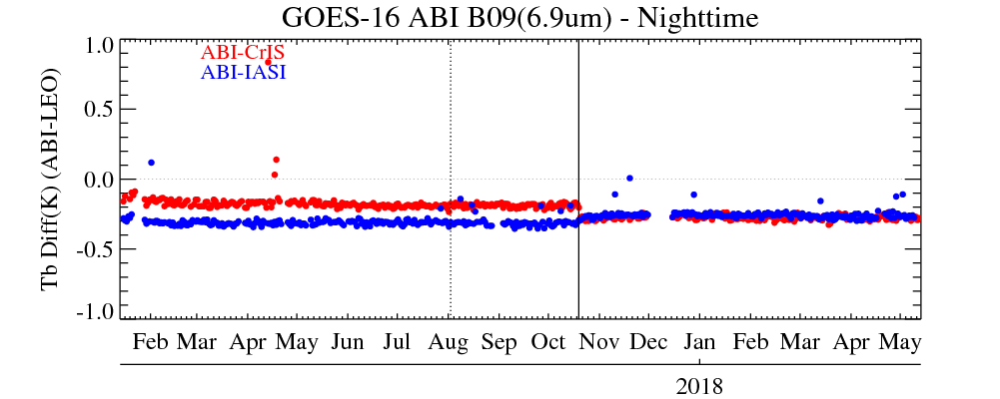 GOES-16 ABI B09(6.9um) - Nighttime
ABI-CrIS
ABI-IASI
Tb Diff(K) (ABI-LEO)
1.0
0.5
0.0
-0.5
-1.0
Feb Mar Apr May Jun Jul Aug Sep Oct Nov Dec Jan Feb Mar Apr May
2018